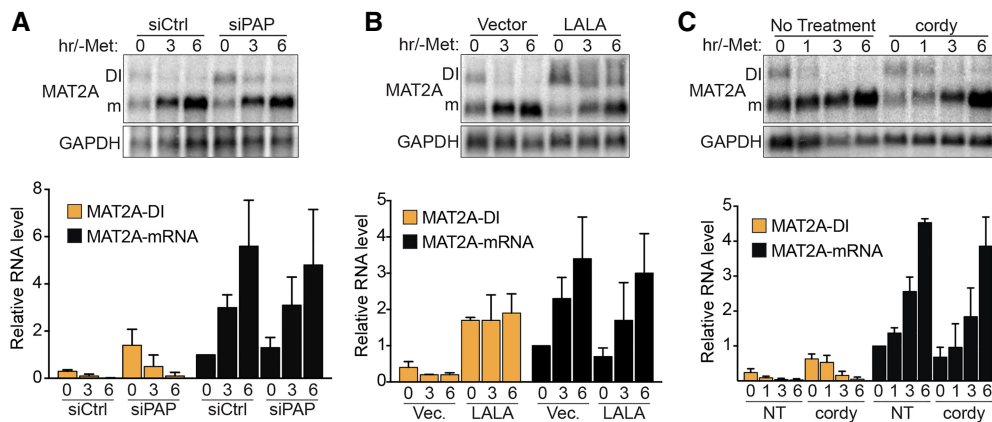 A
siCtrl siPAP
hr/-Met: 0 3 6 0 3 6
DI
MAT2A
m
GAPDH
8
6
4
2
0
Relative RNA level
MAT2A-DI
MAT2A-mRNA
0 3 6 0 3 6 0 3 6 0 3 6
siCtrl siPAP siCtrl siPAP
B
Vector LALA
hr/-Met: 0 3 6 0 3 6
DI
MAT2A
m
GAPDH
5
4
3
2
1
0
Relative RNA level
MAT2A-DI
MAT2A-mRNA
0 3 6 0 3 6 0 3 6 0 3 6
Vec. LALA Vec. LALA
C
No Treatment cordy
hr/-Met: 0 1 3 6 0 1 3 6
DI
MAT2A
m
GAPDH
5
4
3
2
1
0
Relative RNA level
MAT2A-DI
MAT2A-mRNA
0 1 3 6 0 1 3 6 0 1 3 6 0 1 3 6
NT cordy NT cordy